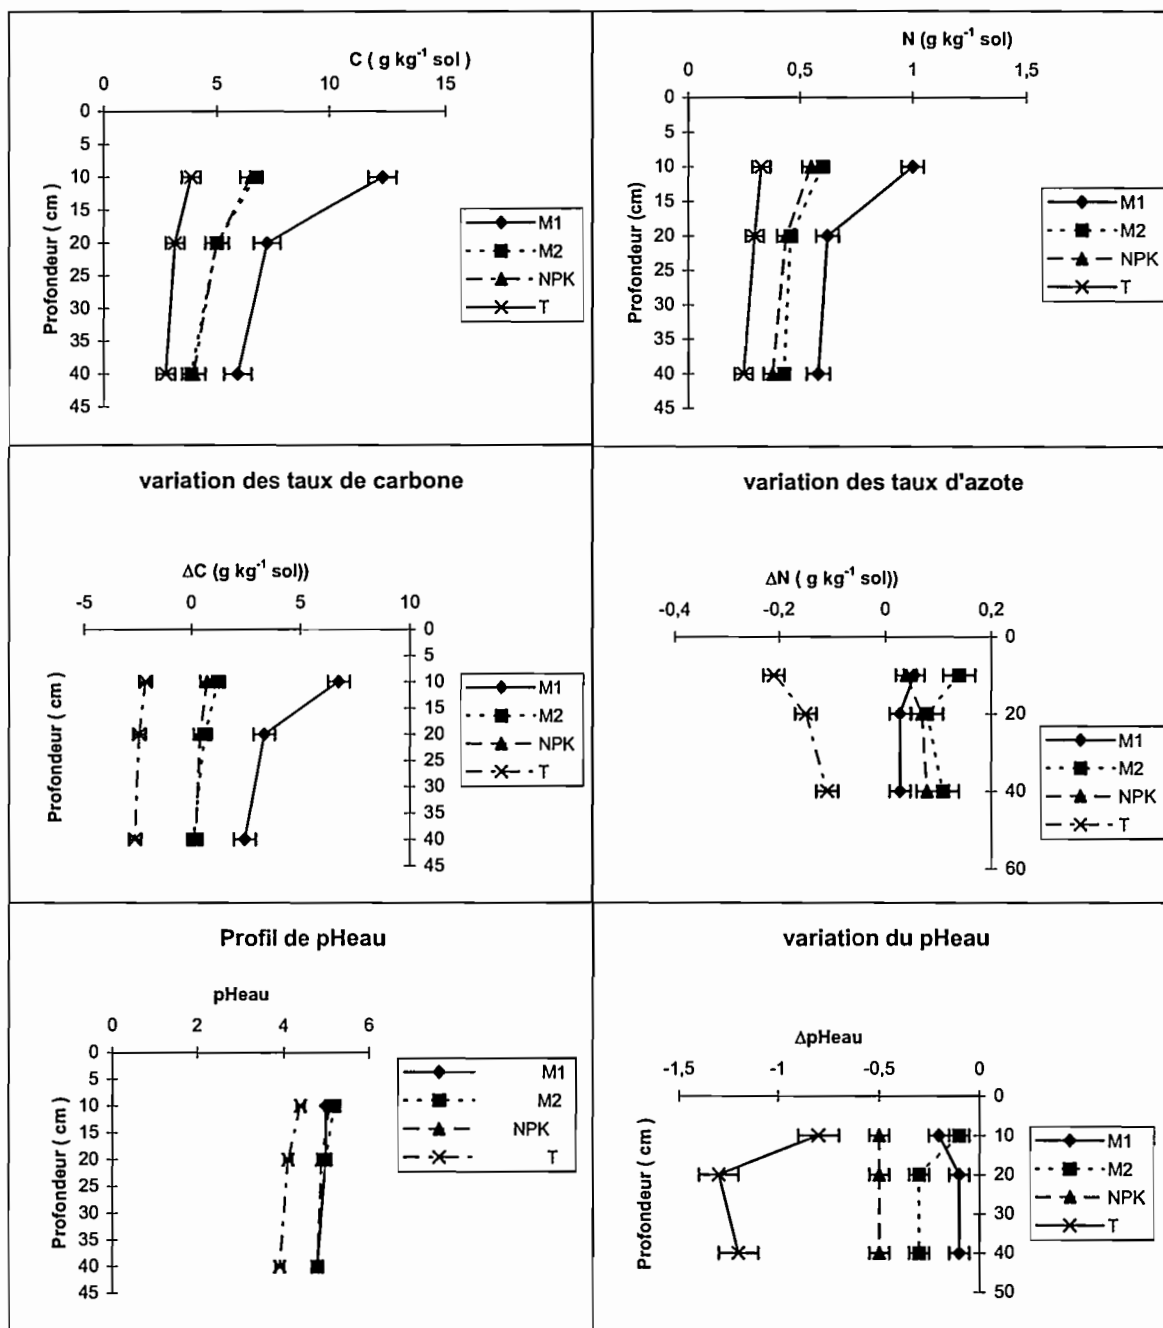 C ( g kg-1 sol )
0 5 10 15
0
5
10
15
20
25
30
35
40
45
Profondeur ( cm)
M1
M2
NPK
T
N (g kg-1 sol)
0 0,5 1 1,5
0
5
10
15
20
25
30
35
40
45
Profondeur (cm)
M1
M2
NPK
T
variation des taux de carbone
ΔC (g kg-1 sol))
-5 0 5 10
0
5
10
15
20
25
30
35
40
45
Profondeur ( cm )
M1
M2
NPK
T
variation des taux d'azote
ΔN ( g kg-1 sol))
-0,4 -0,2 0 0,2
0
20
40
60
Profondeur ( cm )
M1
M2
NPK
T
Profil de pHeau
pHeau
0 2 4 6
0
5
10
15
20
25
30
35
40
45
Profondeur ( cm )
M1
M2
NPK
T
variation du pHeau
ΔpHeau
-1,5 -1 -0,5 0
0
10
20
30
40
50
Profondeur ( cm )
M1
M2
NPK
T